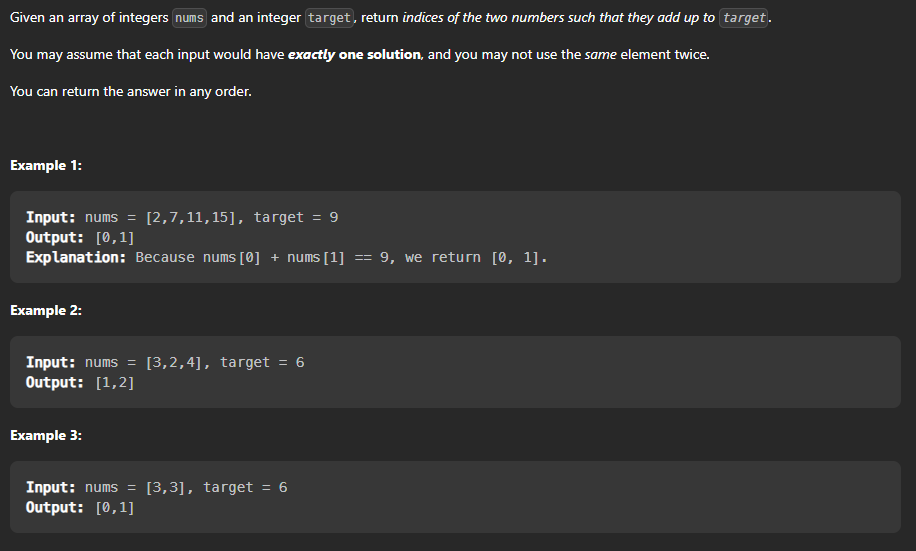 Given an array of integers nums and an integer target, return indices of the two numbers such that they add up to target.
You may assume that each input would have exactly one solution, and you may not use the same element twice.
You can return the answer in any order.
Example 1:
Input: nums = [2,7,11,15], target = 9
Output: [0,1]
Explanation: Because nums[0] + nums[1] == 9, we return [0, 1].
Example 2:
Input: nums = [3,2,4], target = 6
Output: [1,2]
Example 3:
Input: nums = [3,3], target = 6
Output: [0,1]